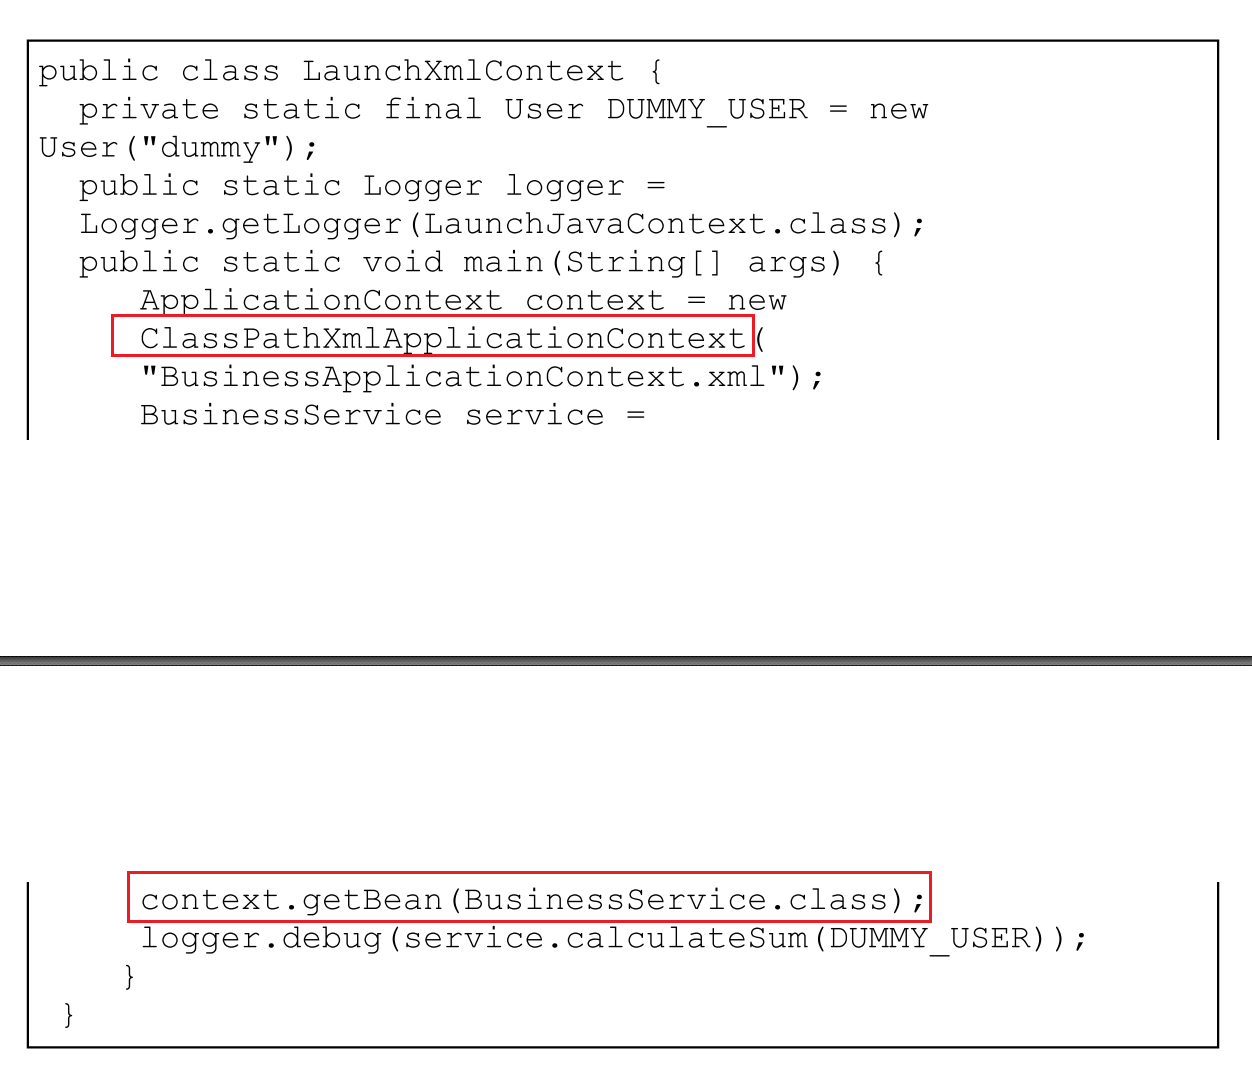 public class LaunchXmlContext {
private static final User DUMMY_USER = new
User("dummy");
public static Logger logger =
Logger.getLogger(LaunchJavaContext.class);
public static void main(String[] args) {
ApplicationContext context = new
ClassPathXmlApplicationContext(
"BusinessApplicationContext.xml");
BusinessService service =
context.getBean(BusinessService.class);
logger.debug(service.calculateSum(DUMMY_USER));
}
}